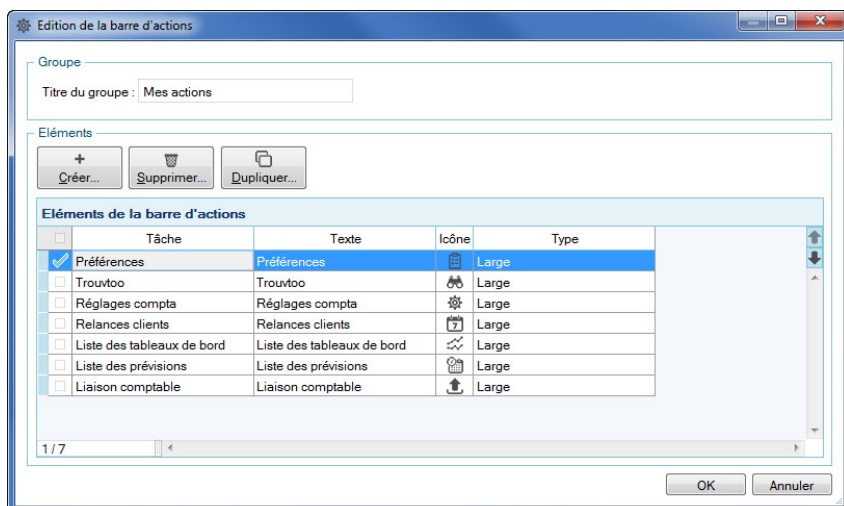 Edition de la barre d'actions
Groupe
Titre du groupe : Mes actions
Eléments
Créer... Supprimer... Dupliquer...
Eléments de la barre d'actions
Tâche Texte Icône Type
Préférences Préférences Large
Trouvtoo Trouvtoo Large
Réglages compta Réglages compta Large
Relances clients Relances clients 7 Large
Liste des tableaux de bord Liste des tableaux de bord Large
Liste des prévisions Liste des prévisions Large
Liaison comptable Liaison comptable Large
1 / 7
OK Annuler